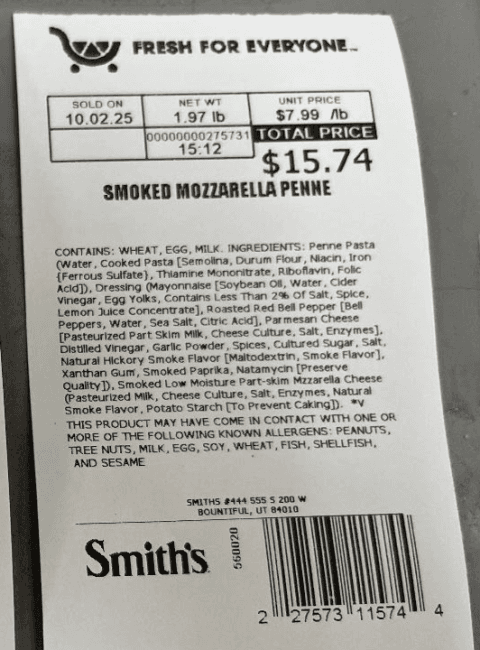 FRESH FOR EVERYONE™
SOLD ON
10.02.25
NET WT
1.97 lb
UNIT PRICE
$7.99 /lb
00000000275731
15:12
TOTAL PRICE
$15.74
SMOKED MOZZARELLA PENNE
CONTAINS: WHEAT, EGG, MILK. INGREDIENTS: Penne Pasta
(Water, Cooked Pasta [Semolina, Durum Flour, Niacin, Iron
{Ferrous Sulfate}, Thiamine Mononitrate, Riboflavin, Folic
Acid]), Dressing (Mayonnaise [Soybean Oil, Water, Cider
Vinegar, Egg Yolks, Contains Less Than 2% Of Salt, Spice,
Lemon Juice Concentrate], Roasted Red Bell Pepper [Bell
Peppers, Water, Sea Salt, Citric Acid], Parmesan Cheese
[Pasteurized Part Skim Milk, Cheese Culture, Salt, Enzymes],
Distilled Vinegar, Garlic Powder, Spices, Cultured Sugar, Salt,
Natural Hickory Smoke Flavor [Maltodextrin, Smoke Flavor],
Xanthan Gum, Smoked Paprika, Natamycin [Preserve
Quality]), Smoked Low Moisture Part-skim Mzzarella Cheese
(Pasteurized Milk, Cheese Culture, Salt, Enzymes, Natural
Smoke Flavor, Potato Starch [To Prevent Caking]). *V
THIS PRODUCT MAY HAVE COME IN CONTACT WITH ONE OR
MORE OF THE FOLLOWING KNOWN ALLERGENS: PEANUTS,
TREE NUTS, MILK, EGG, SOY, WHEAT, FISH, SHELLFISH,
AND SESAME
SMITHS #444 555 S 200 W
BOUNTIFUL, UT 84010
Smith's
560020
2 27573 11574 4